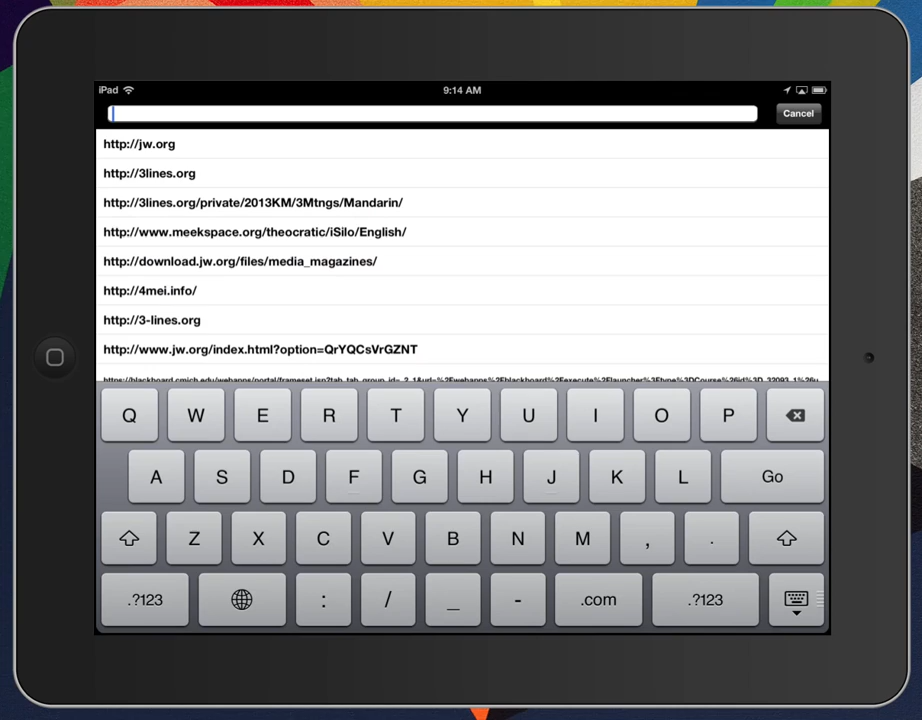 iPad 9:14 AM
Cancel
http://jw.org
http://3lines.org
http://3lines.org/private/2013KM/3Mtngs/Mandarin/
http://www.meekspace.org/theocratic/iSilo/English/
http://download.jw.org/files/media_magazines/
http://4mei.info/
http://3-lines.org
http://www.jw.org/index.html?option=QrYQCsVrGZNT
Q W E R T Y U I O P
A S D F G H J K L Go
Z X C V B N M , .
.?123 : / _ - .com .?123